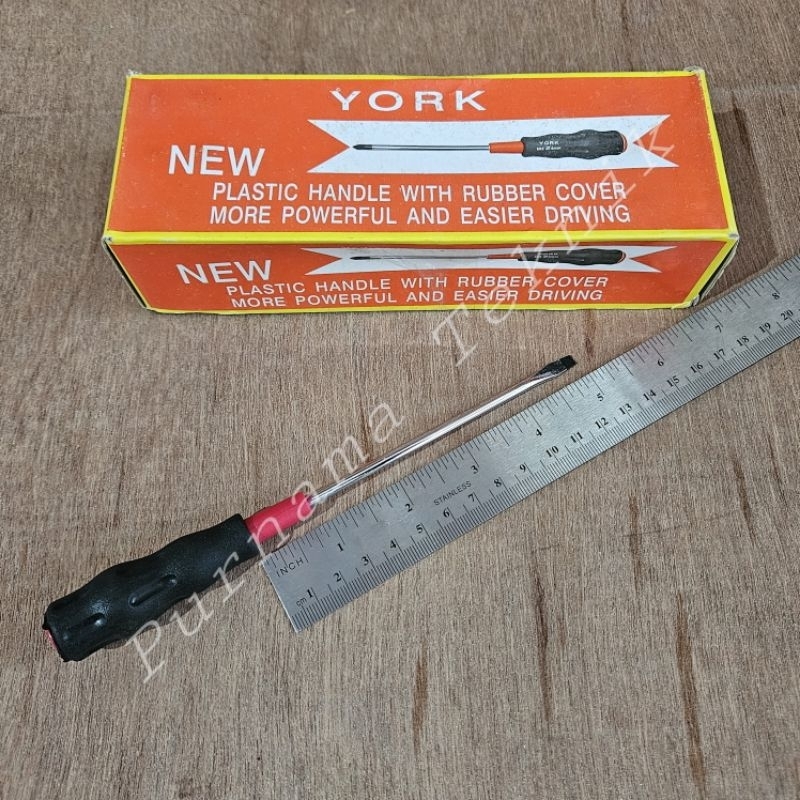 YORK
YORK
NEW
PLASTIC HANDLE WITH RUBBER COVER
MORE POWERFUL AND EASIER DRIVING
NEW
PLASTIC HANDLE WITH RUBBER COVER
MORE POWERFUL AND EASIER DRIVING
INCH 1 2 3 4 5 6 7 8
STAINLESS
cm 1 2 3 4 5 6 7 8 9 10 11 12 13 14 15 16 17 18 19 20
Purnama Teknik